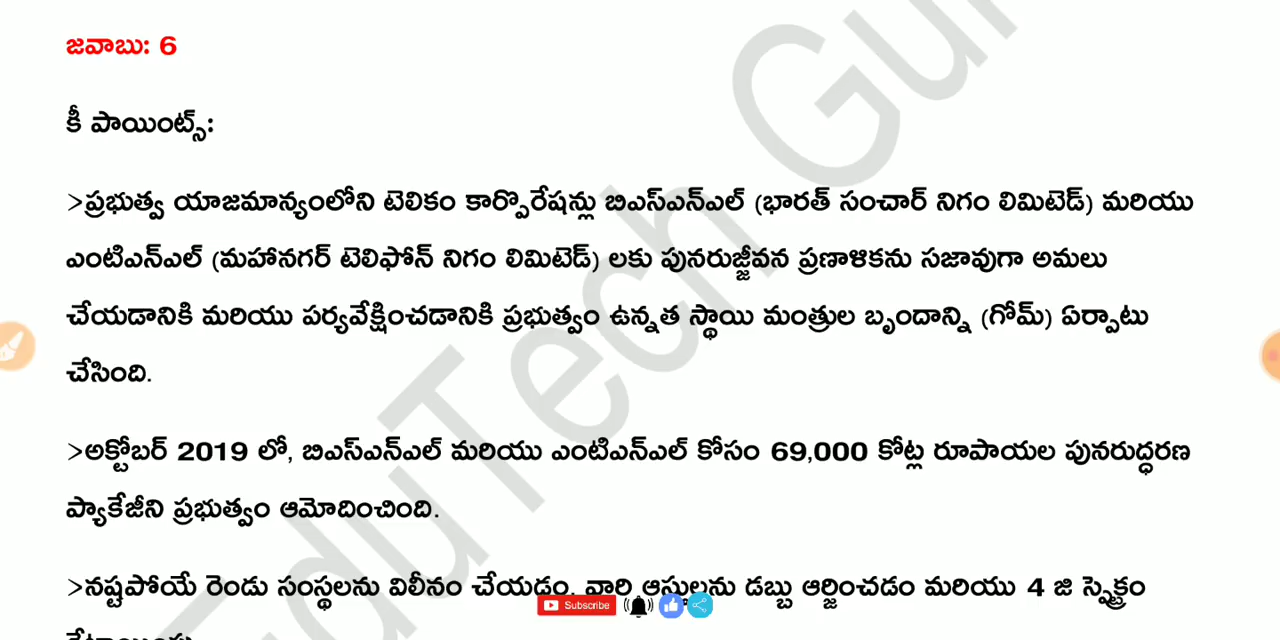 జవాబు: 6
కీ పాయింట్స్:
>ప్రభుత్వ యాజమాన్యంలోని టెలికం కార్పొరేషన్లు బిఎస్ఎన్ఎల్ (భారత్ సంచార్ నిగం లిమిటెడ్) మరియు
ఎంటిఎన్ఎల్ (మహానగర్ టెలిఫోన్ నిగం లిమిటెడ్) లకు పునరుజ్జీవన ప్రణాళికను సజావుగా అమలు
చేయడానికి మరియు పర్యవేక్షించడానికి ప్రభుత్వం ఉన్నత స్థాయి మంత్రుల బృందాన్ని (గోమ్) ఏర్పాటు
చేసింది.
>అక్టోబర్ 2019 లో, బిఎస్ఎన్ఎల్ మరియు ఎంటిఎన్ఎల్ కోసం 69,000 కోట్ల రూపాయల పునరుద్ధరణ
ప్యాకేజీని ప్రభుత్వం ఆమోదించింది.
>నష్టపోయే రెండు సంస్థలను విలీనం చేయడం, వారి ఆస్తులను డబ్బు ఆర్జించడం మరియు 4 జి స్పెక్ట్రం
Subscribe
EduTech Gur